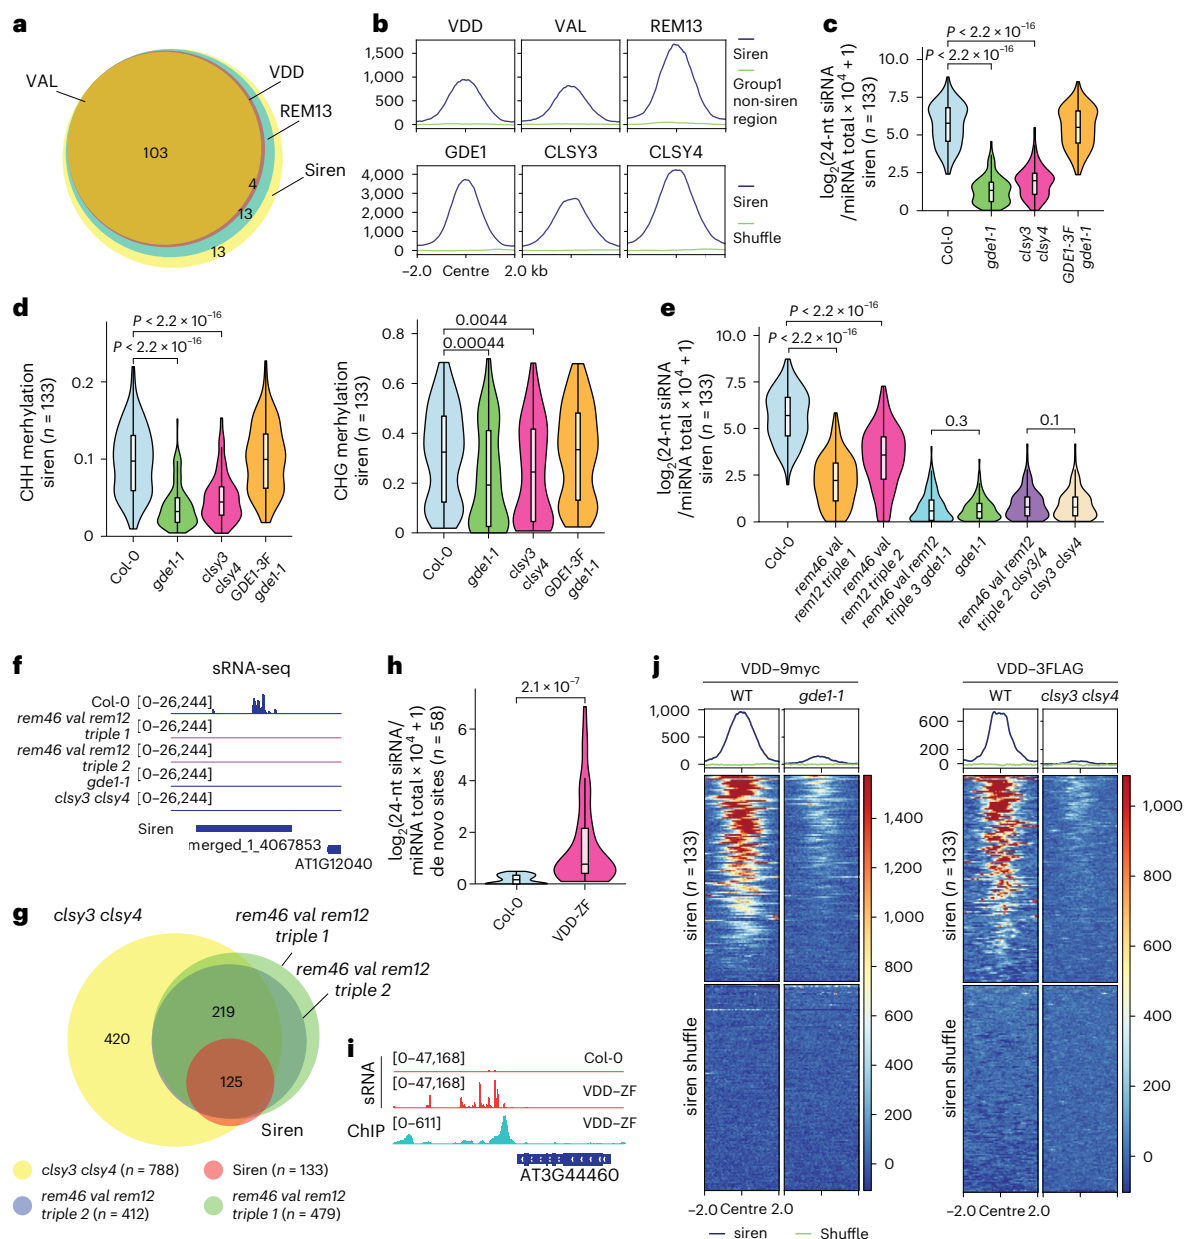 a
VAL
VDD
REM13
Siren
103
4
13
13
b
VDD
VAL
REM13
1,500
1,000
500
0
Siren
Group1
non-siren
region
GDE1
CLSY3
CLSY4
4,000
3,000
2,000
1,000
0
Siren
Shuffle
−2.0 Centre 2.0 kb
c
log2(24-nt siRNA
/miRNA total × 10^4 + 1)
siren (n = 133)
P < 2.2 × 10^−16
P < 2.2 × 10^−16
10.0
7.5
5.0
2.5
0
Col-0
gde1-1
clsy3
clsy4
GDE1-3F
gde1-1
d
CHH merhylation
siren (n = 133)
P < 2.2 × 10^−16
P < 2.2 × 10^−16
0.2
0.1
0
Col-0
gde1-1
clsy3
clsy4
GDE1-3F
gde1-1
CHG merhylation
siren (n = 133)
0.0044
0.00044
0.8
0.6
0.4
0.2
0
Col-0
gde1-1
clsy3
clsy4
GDE1-3F
gde1-1
e
log2(24-nt siRNA
/miRNA total × 10^4 + 1)
siren (n = 133)
P < 2.2 × 10^−16
P < 2.2 × 10^−16
0.3
0.1
10.0
7.5
5.0
2.5
0
Col-0
rem46 val
rem12 triple 1
rem46 val
rem12 triple 2
rem46 val rem12
triple 3 gde1-1
gde1-1
rem46 val rem12
triple 2 clsy3/4
clsy3 clsy4
f
sRNA-seq
Col-0 [0–26,244]
rem46 val rem12
triple 1 [0–26,244]
rem46 val rem12
triple 2 [0–26,244]
gde1-1 [0–26,244]
clsy3 clsy4 [0–26,244]
Siren
merged_1_4067853
AT1G12040
g
clsy3 clsy4
rem46 val rem12
triple 1
rem46 val rem12
triple 2
420
219
125
Siren
clsy3 clsy4 (n = 788)
Siren (n = 133)
rem46 val rem12
triple 2 (n = 412)
rem46 val rem12
triple 1 (n = 479)
h
log2(24-nt siRNA/
miRNA total × 10^4 + 1)
de novo sites (n = 58)
2.1 × 10^−7
6
4
2
0
Col-0
VDD-ZF
i
sRNA
[0–47,168] Col-0
[0–47,168] VDD–ZF
ChIP [0–611] VDD–ZF
AT3G44460
j
VDD–9myc
WT
gde1-1
1,000
500
0
siren (n = 133)
siren shuffle
1,400
1,200
1,000
800
600
400
200
0
VDD–3FLAG
WT
clsy3 clsy4
600
200
0
siren (n = 133)
siren shuffle
1,000
800
600
400
200
0
−2.0 Centre 2.0
−2.0 Centre 2.0
siren
Shuffle